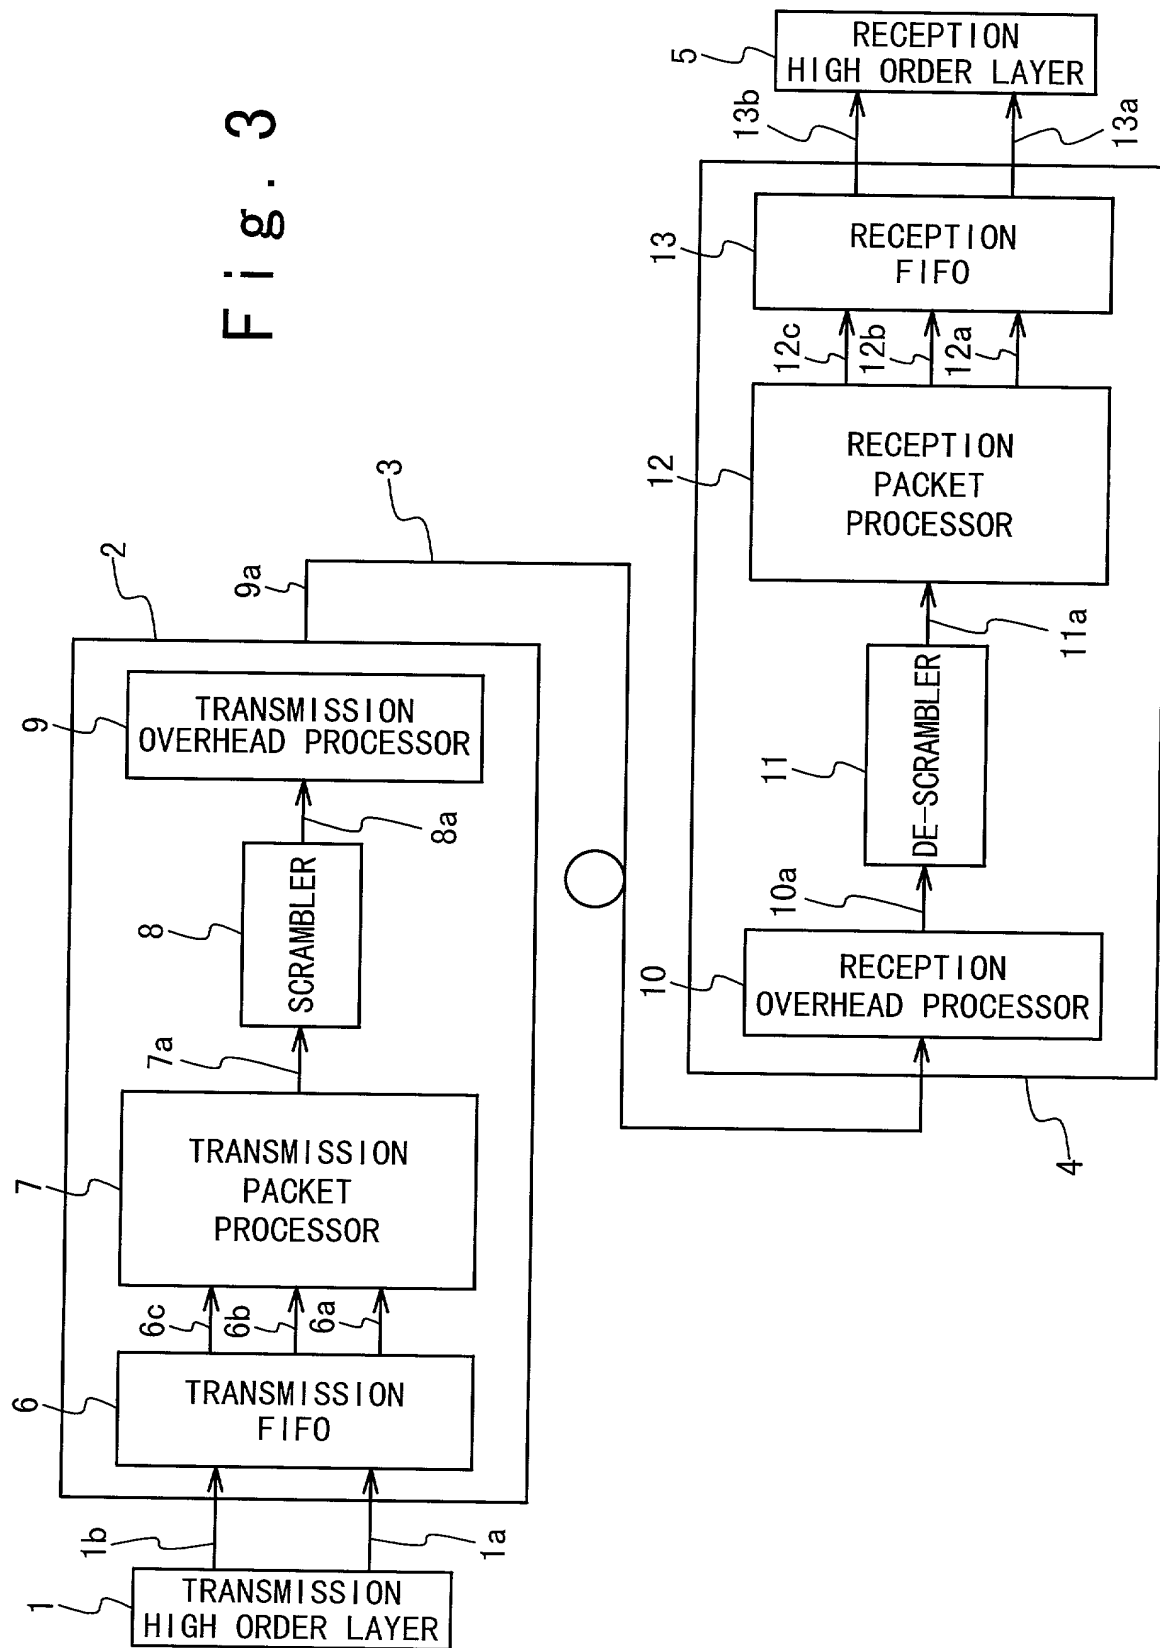 Fig. 3
1
TRANSMISSION
HIGH ORDER LAYER
1b
1a
2
6
TRANSMISSION
FIFO
6c
6b
6a
7
TRANSMISSION
PACKET
PROCESSOR
7a
8
SCRAMBLER
8a
9
TRANSMISSION
OVERHEAD PROCESSOR
9a
3
4
10
RECEPTION
OVERHEAD PROCESSOR
10a
11
DE-SCRAMBLER
11a
12
RECEPTION
PACKET
PROCESSOR
12c
12b
12a
13
RECEPTION
FIFO
13b
13a
5
RECEPTION
HIGH ORDER LAYER